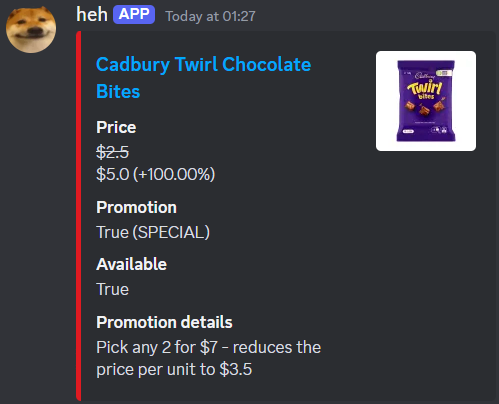 heh APP Today at 01:27
Cadbury Twirl Chocolate
Bites
Price
$2.5
$5.0 (+100.00%)
Promotion
True (SPECIAL)
Available
True
Promotion details
Pick any 2 for $7 - reduces the
price per unit to $3.5
Cadbury
Twirl
bites